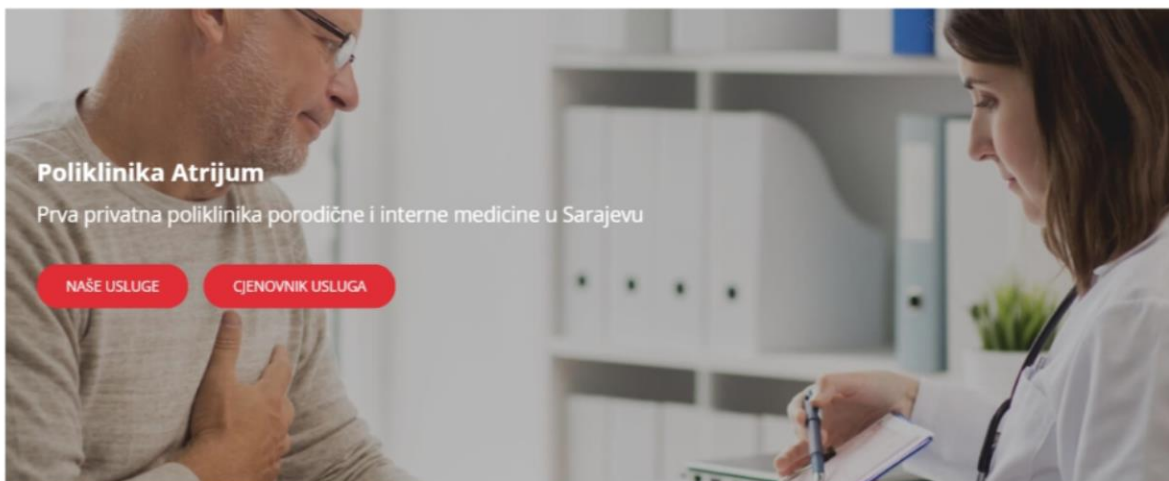 Poliklinika Atrijum
Prva privatna poliklinika porodične i interne medicine u Sarajevu
NAŠE USLUGE
CJENOVNIK USLUGA